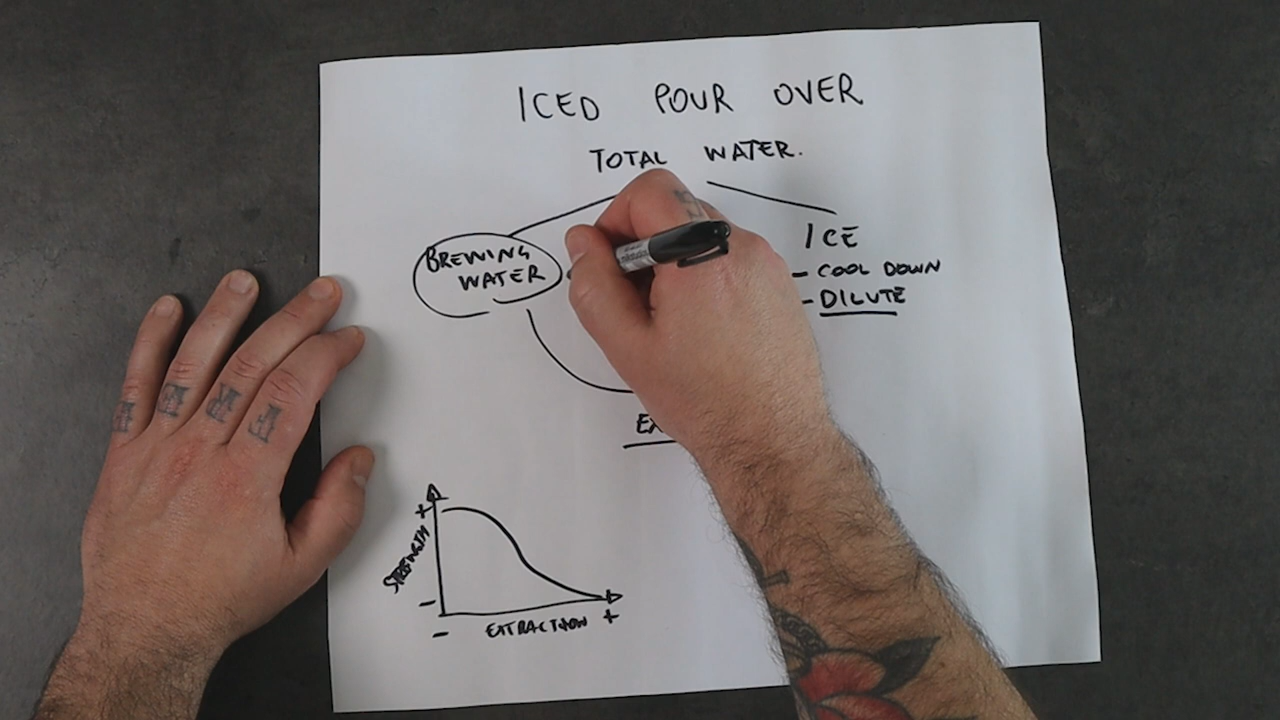 ICED POUR OVER
TOTAL WATER.
BREWING
WATER
ICE
- COOL DOWN
- DILUTE
+
STRENGTH
-
- EXTRACTION +